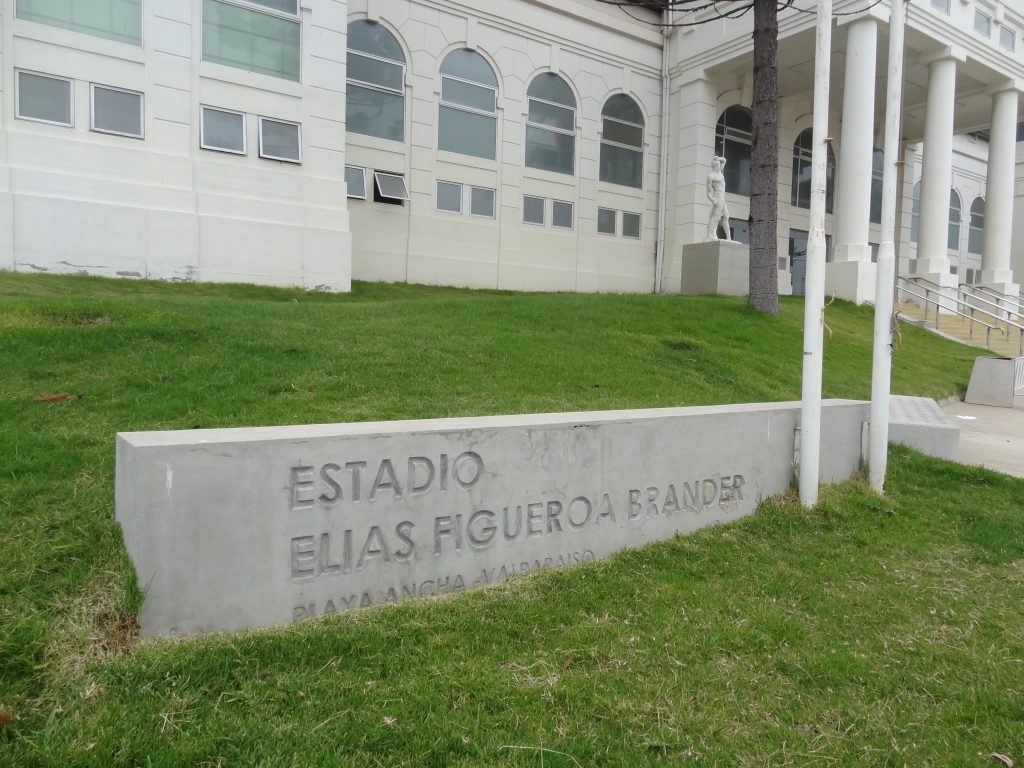 ESTADIO
ELIAS FIGUEROA BRANDER
PLAYA ANCHA - VALPARAISO